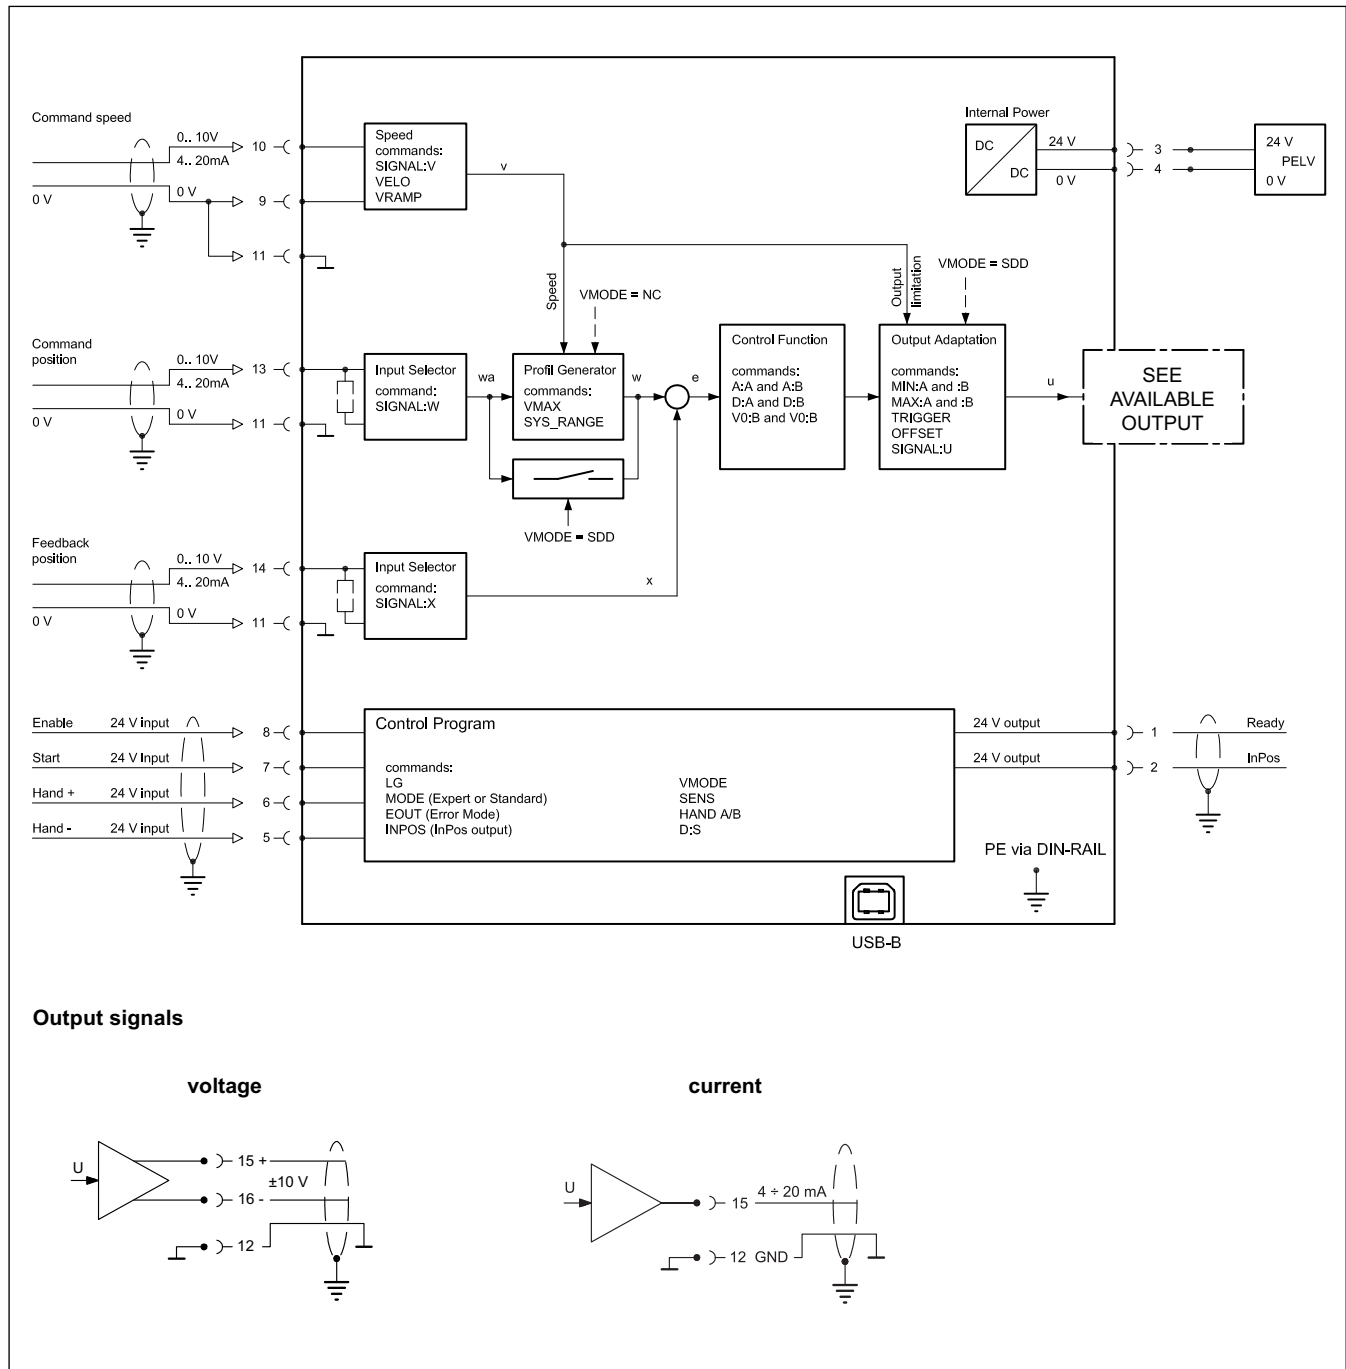 Command speed
0.. 10V
4.. 20mA
0 V
0 V
10
9
11
Speed
commands:
SIGNAL:V
VELO
VRAMP
v
Internal Power
DC
DC
24 V
0 V
3
4
24 V
PELV
0 V
Speed
VMODE = NC
Output
limitation
VMODE = SDD
Command
position
0.. 10V
4.. 20mA
0 V
0 V
13
11
Input Selector
command:
SIGNAL:W
wa
Profil Generator
commands:
VMAX
SYS_RANGE
w
e
Control Function
commands:
A:A and A:B
D:A and D:B
V0:B and V0:B
Output Adaptation
commands:
MIN:A and :B
MAX:A and :B
TRIGGER
OFFSET
SIGNAL:U
u
SEE
AVAILABLE
OUTPUT
VMODE = SDD
Feedback
position
0.. 10 V
4.. 20mA
0 V
0 V
14
11
Input Selector
command:
SIGNAL:X
x
Enable 24 V input 8
Start 24 V Input 7
Hand + 24 V input 6
Hand - 24 V input 5
Control Program
commands:
LG
MODE (Expert or Standard)
EOUT (Error Mode)
INPOS (InPos output)
VMODE
SENS
HAND A/B
D:S
24 V output 1 Ready
24 V output 2 InPos
PE via DIN-RAIL
USB-B
Output signals
voltage
U
15 +
±10 V
16 -
12
current
U
15 4 ÷ 20 mA
12 GND